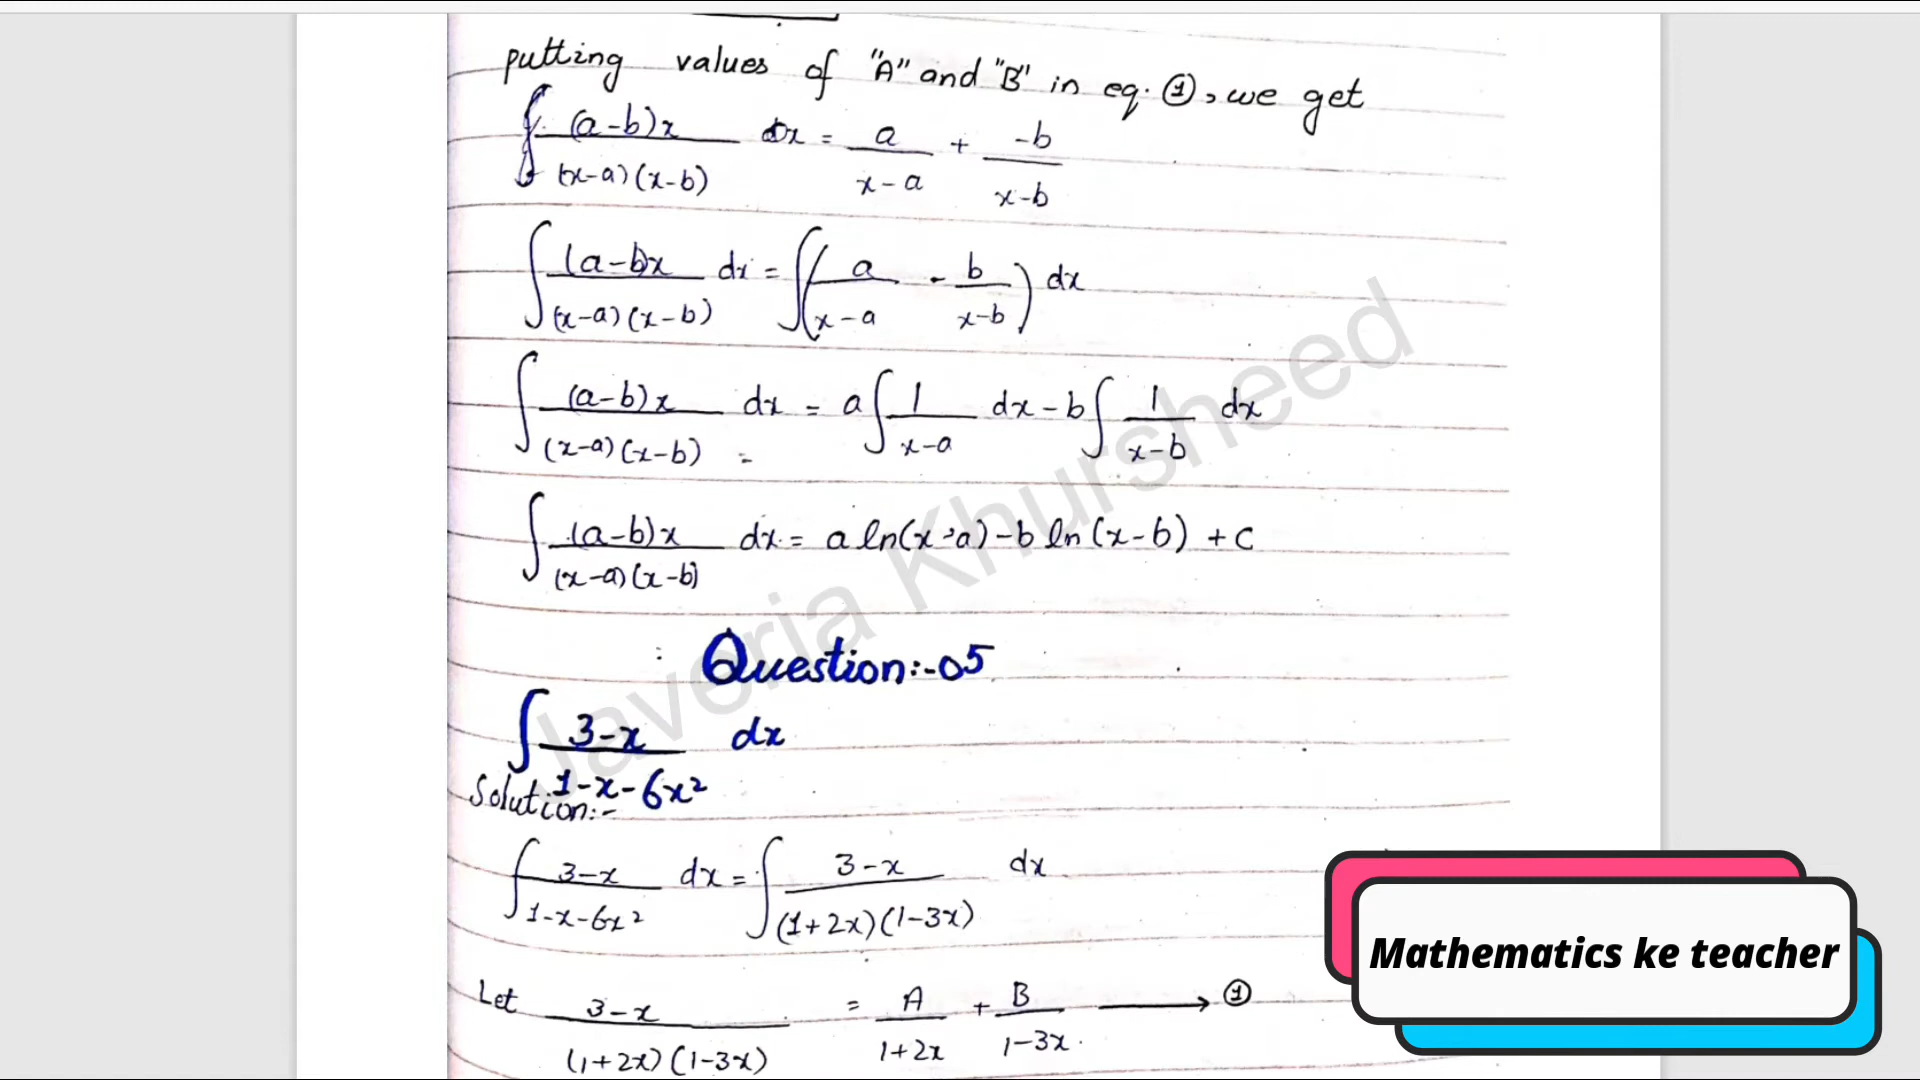 putting values of "A" and "B" in eq. ①, we get
∫ (a-b)x / (x-a)(x-b) dx = a / x-a + -b / x-b
∫ (a-b)x / (x-a)(x-b) dx = ∫( a / x-a - b / x-b ) dx
∫ (a-b)x / (x-a)(x-b) dx = a ∫ 1 / x-a dx - b ∫ 1 / x-b dx
=
∫ (a-b)x / (x-a)(x-b) dx = a ln(x-a) - b ln(x-b) + c
Question:-05
∫ 3-x / 1-x-6x² dx
Solution:-
∫ 3-x / 1-x-6x² dx = ∫ 3-x / (1+2x)(1-3x) dx
Let 3-x / (1+2x)(1-3x) = A / 1+2x + B / 1-3x ⟶ ①
Javeria Khursheed
Mathematics ke teacher